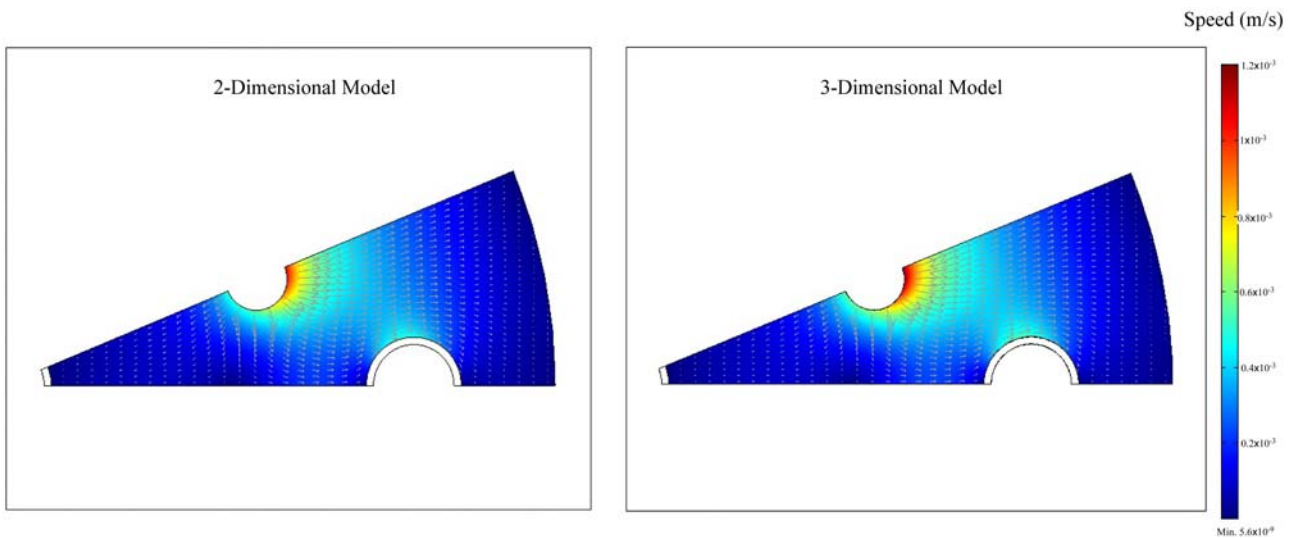 Speed (m/s)
2-Dimensional Model
3-Dimensional Model
1.2x10⁻³
1x10⁻³
0.8x10⁻³
0.6x10⁻³
0.4x10⁻³
0.2x10⁻³
Min. 5.6x10⁻⁹